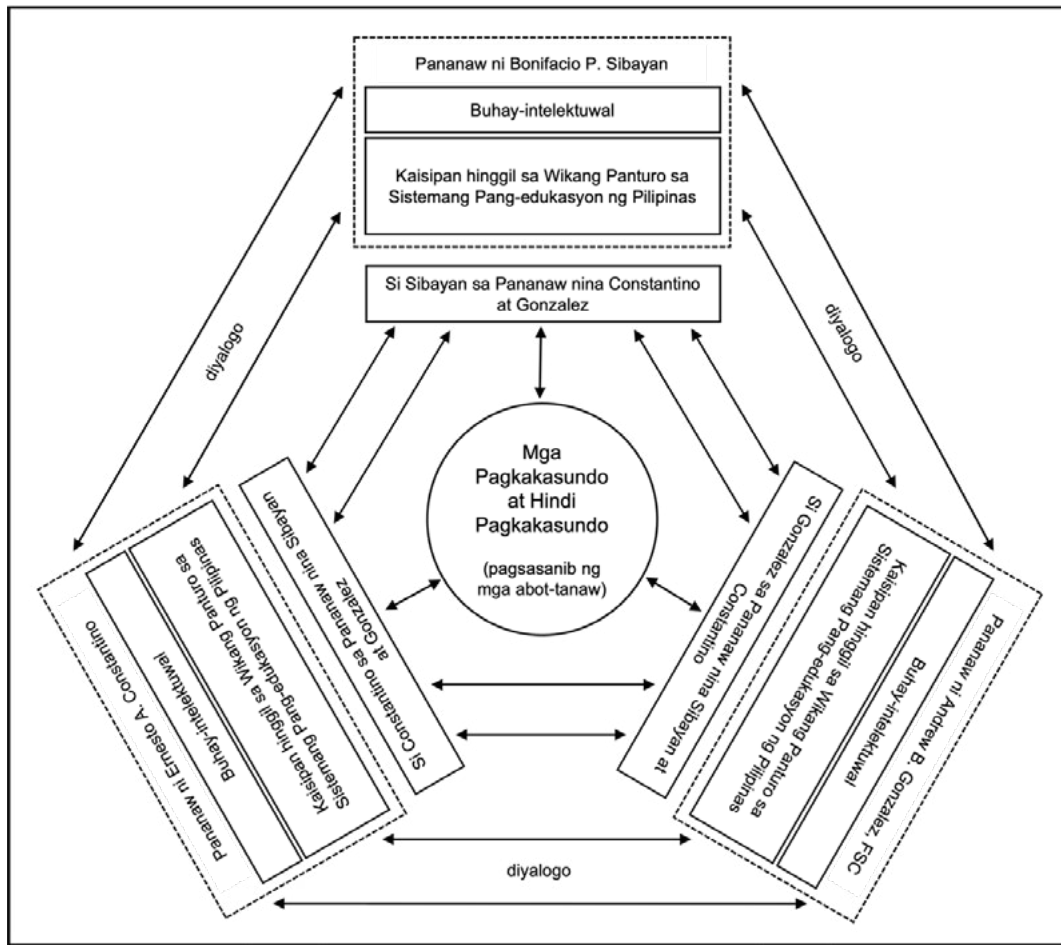 Pananaw ni Bonifacio P. Sibayan
Buhay-intelektuwal
Kaisipan hinggil sa Wikang Panturo sa
Sistemang Pang-edukasyon ng Pilipinas
Si Sibayan sa Pananaw nina Constantino
at Gonzalez
diyalogo
diyalogo
Mga
Pagkakasundo
at Hindi
Pagkakasundo
(pagsasanib ng
mga abot-tanaw)
Si Constantino sa Pananaw nina Sibayan
at Gonzalez
Kaisipan hinggil sa Wikang Panturo sa
Sistemang Pang-edukasyon ng Pilipinas
Buhay-intelektuwal
Pananaw ni Ernesto A. Constantino
Si Gonzalez sa Pananaw nina Sibayan at
Constantino
Kaisipan hinggil sa Wikang Panturo sa
Sistemang Pang-edukasyon ng Pilipinas
Buhay-intelektuwal
Pananaw ni Andrew B. Gonzalez, FSC
diyalogo